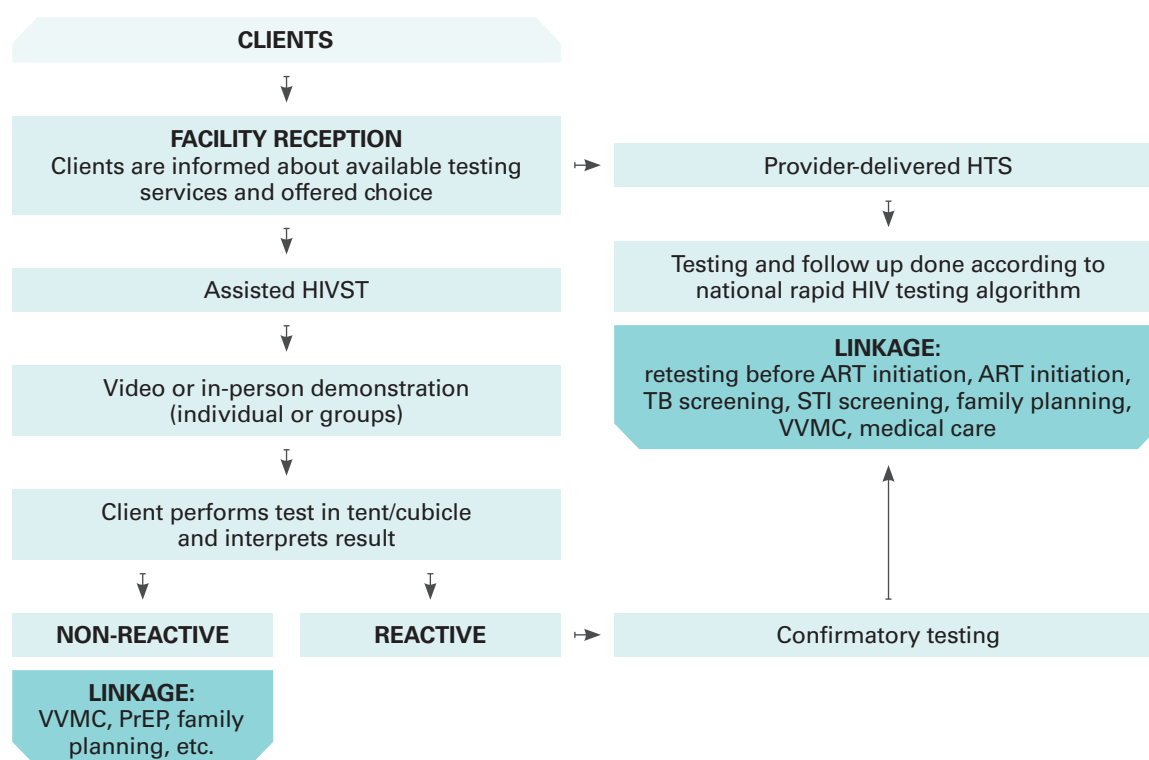 CLIENTS
FACILITY RECEPTION
Clients are informed about available testing
services and offered choice
Provider-delivered HTS
Assisted HIVST
Testing and follow up done according to
national rapid HIV testing algorithm
Video or in-person demonstration
(individual or groups)
LINKAGE:
retesting before ART initiation, ART initiation,
TB screening, STI screening, family planning,
VVMC, medical care
Client performs test in tent/cubicle
and interprets result
NON-REACTIVE
REACTIVE
Confirmatory testing
LINKAGE:
VVMC, PrEP, family
planning, etc.